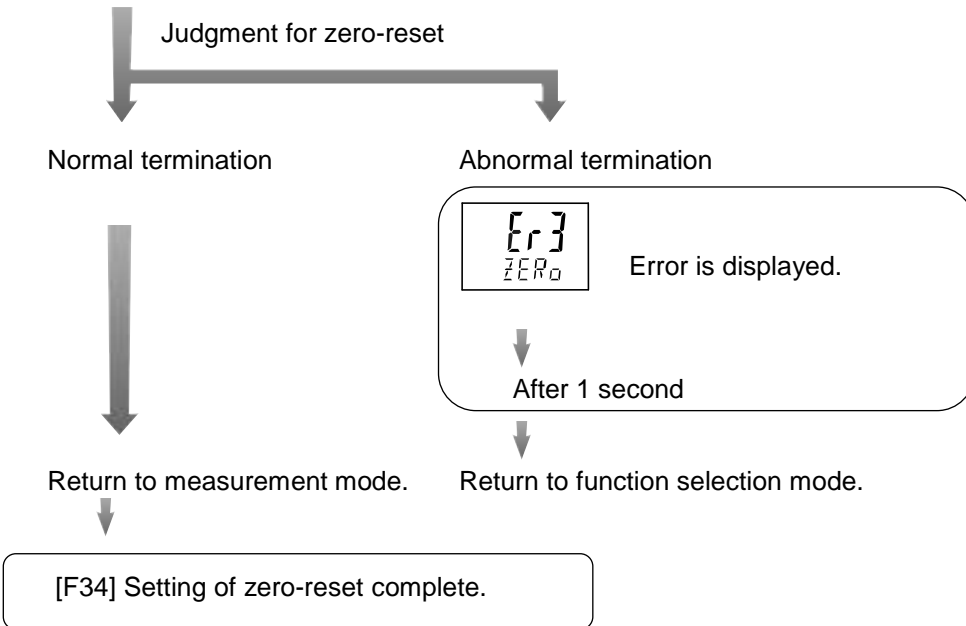 Judgment for zero-reset
Normal termination
Abnormal termination
Er3
ZERo
Error is displayed.
After 1 second
Return to measurement mode.
Return to function selection mode.
[F34] Setting of zero-reset complete.